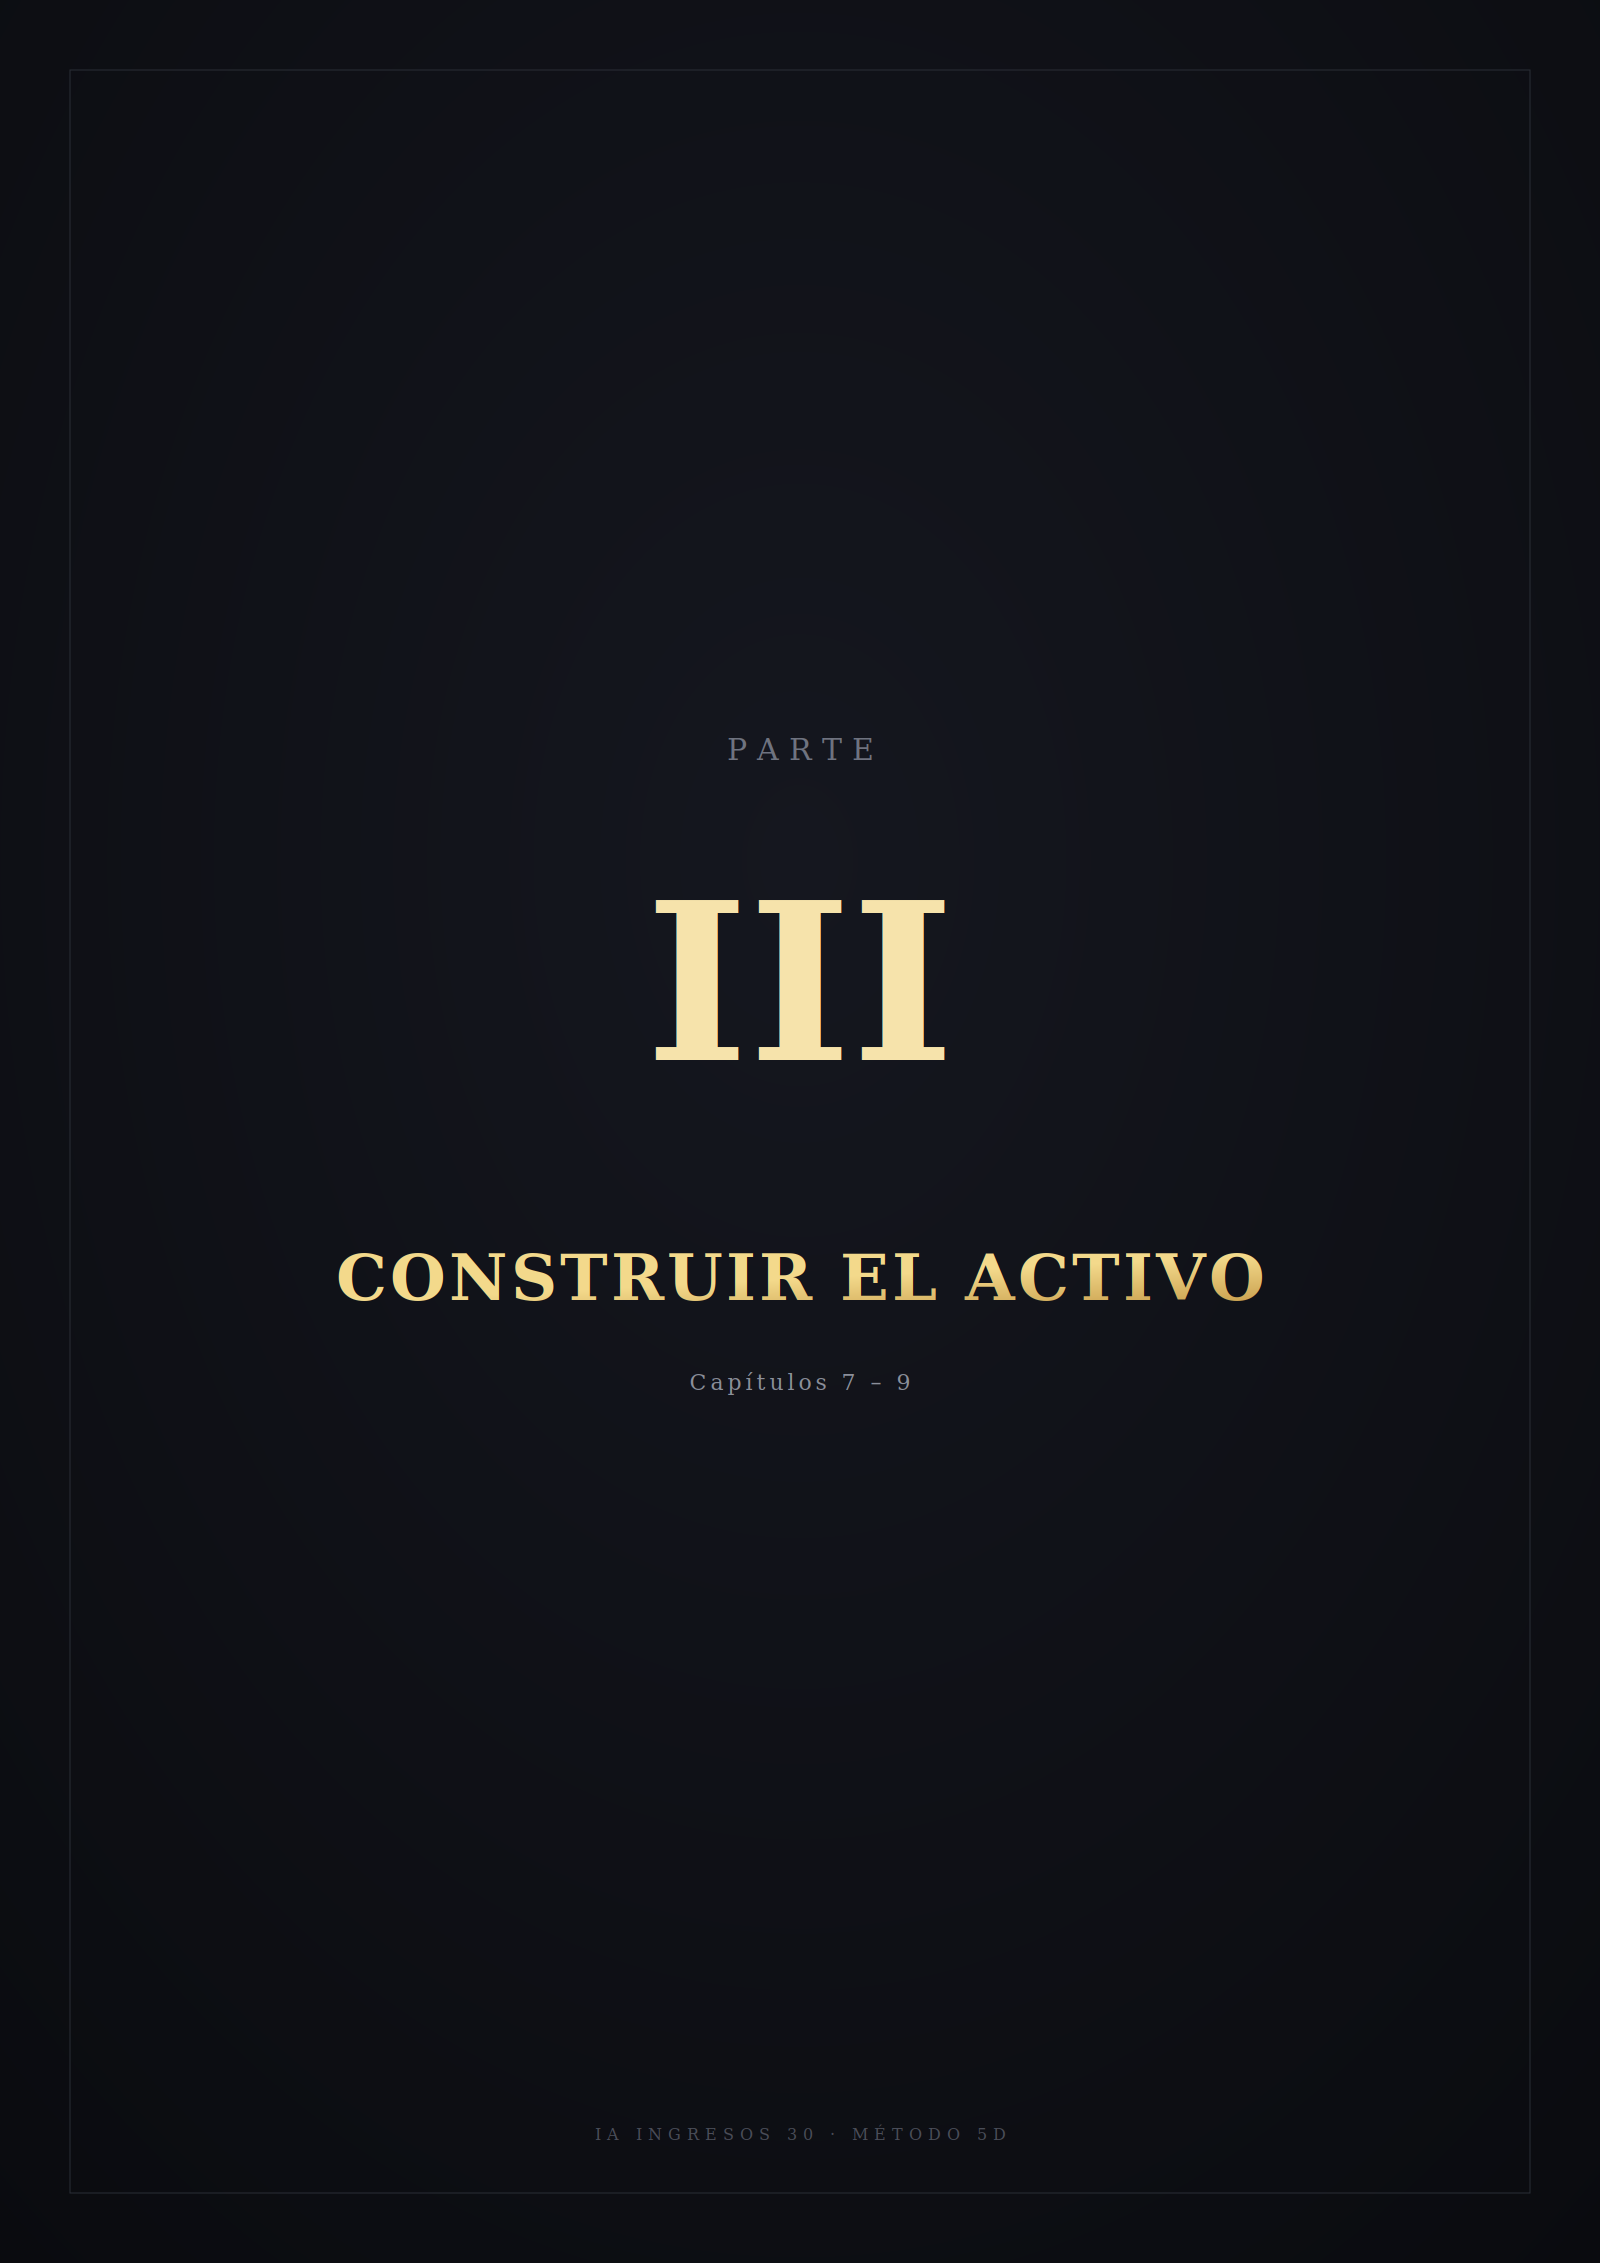 PARTE
III
CONSTRUIR EL ACTIVO
Capítulos 7 – 9
IA INGRESOS 30 · MÉTODO 5D